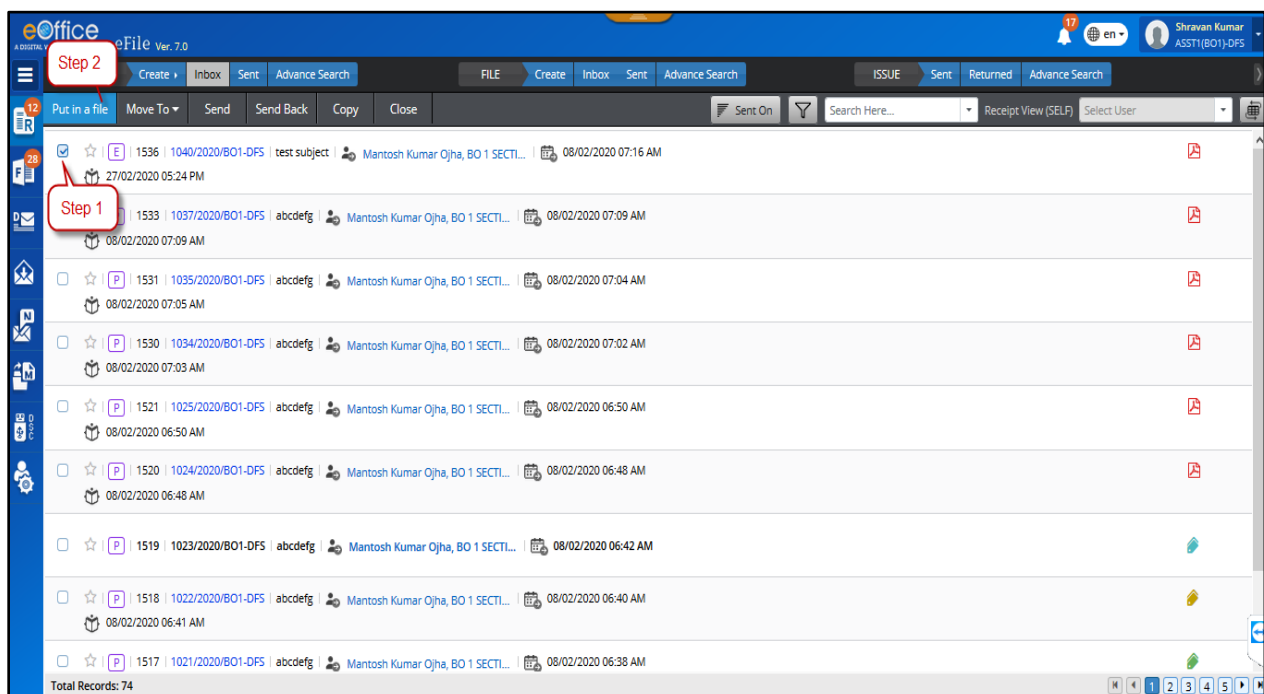 eOffice
A DIGITAL
eFile Ver. 7.0
17
en
Shravan Kumar
ASST1(BO1)-DFS
Step 2
Create
Inbox
Sent
Advance Search
FILE
Create
Inbox
Sent
Advance Search
ISSUE
Sent
Returned
Advance Search
Put in a file
Move To
Send
Send Back
Copy
Close
Sent On
Search Here...
Receipt View (SELF)
Select User
12
R
28
F
D
N
M
DSC
E 1536 1040/2020/BO1-DFS test subject Mantosh Kumar Ojha, BO 1 SECTI... 08/02/2020 07:16 AM
27/02/2020 05:24 PM
Step 1
1533 1037/2020/BO1-DFS abcdefg Mantosh Kumar Ojha, BO 1 SECTI... 08/02/2020 07:09 AM
08/02/2020 07:09 AM
P 1531 1035/2020/BO1-DFS abcdefg Mantosh Kumar Ojha, BO 1 SECTI... 08/02/2020 07:04 AM
08/02/2020 07:05 AM
P 1530 1034/2020/BO1-DFS abcdefg Mantosh Kumar Ojha, BO 1 SECTI... 08/02/2020 07:02 AM
08/02/2020 07:03 AM
P 1521 1025/2020/BO1-DFS abcdefg Mantosh Kumar Ojha, BO 1 SECTI... 08/02/2020 06:50 AM
08/02/2020 06:50 AM
P 1520 1024/2020/BO1-DFS abcdefg Mantosh Kumar Ojha, BO 1 SECTI... 08/02/2020 06:48 AM
08/02/2020 06:48 AM
P 1519 1023/2020/BO1-DFS abcdefg Mantosh Kumar Ojha, BO 1 SECTI... 08/02/2020 06:42 AM
P 1518 1022/2020/BO1-DFS abcdefg Mantosh Kumar Ojha, BO 1 SECTI... 08/02/2020 06:40 AM
08/02/2020 06:41 AM
P 1517 1021/2020/BO1-DFS abcdefg Mantosh Kumar Ojha, BO 1 SECTI... 08/02/2020 06:38 AM
Total Records: 74
1 2 3 4 5